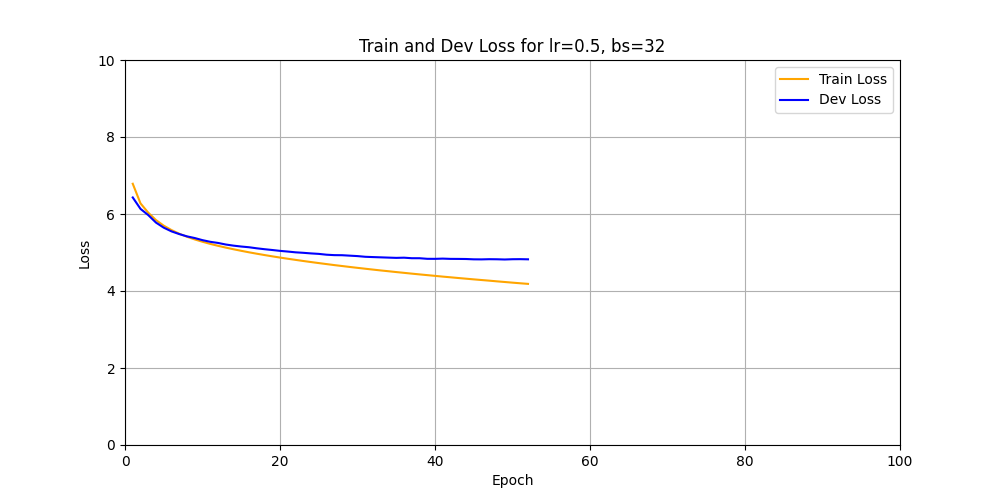 Train and Dev Loss for lr=0.5, bs=32
Train Loss
Dev Loss
Loss
10
8
6
4
2
0
0 20 40 60 80 100
Epoch